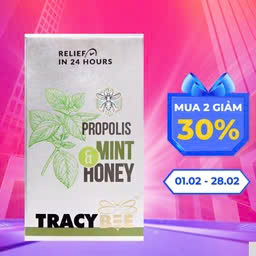 RELIEF
IN 24 HOURS
PROPOLIS
& MINT
HONEY
TRACYBEE
MUA 2 GIẢM
30%
01.02 - 28.02